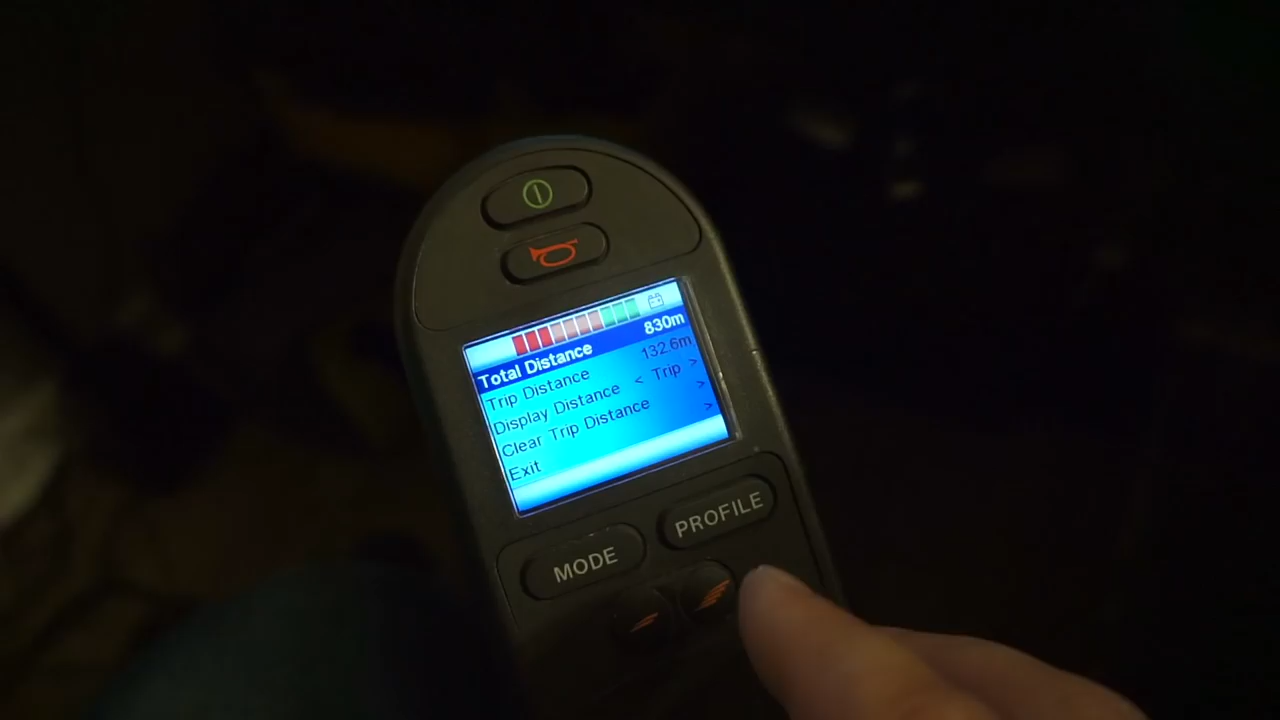 Total Distance 830m
Trip Distance 132.6m
Display Distance < Trip >
Clear Trip Distance >
Exit >
MODE PROFILE